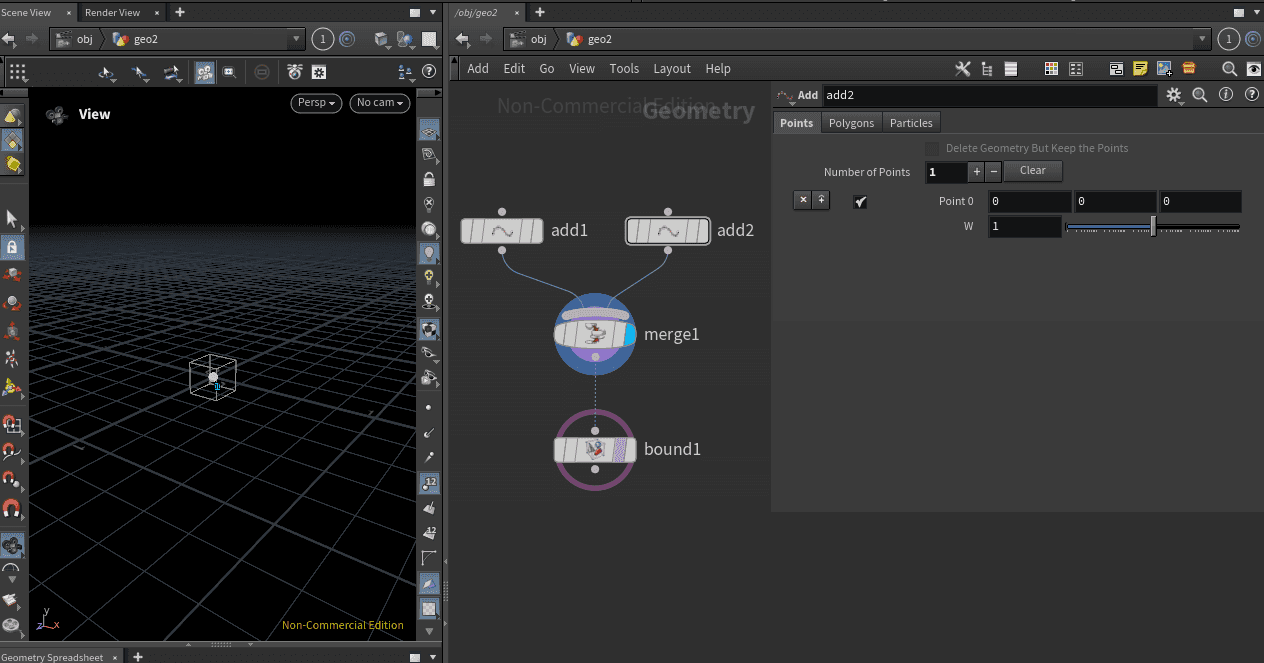 Scene View × Render View × +
/obj/geo2 × +
obj geo2
1
obj geo2
1
Add Edit Go View Tools Layout Help
View
Persp No cam
Non-Commercial Edition
Geometry
Add add2
Points Polygons Particles
Delete Geometry But Keep the Points
Number of Points 1 + − Clear
Point 0 0 0 0
W 1
add1
add2
merge1
bound1
12
12
y
z x
Non-Commercial Edition
Geometry Spreadsheet × +